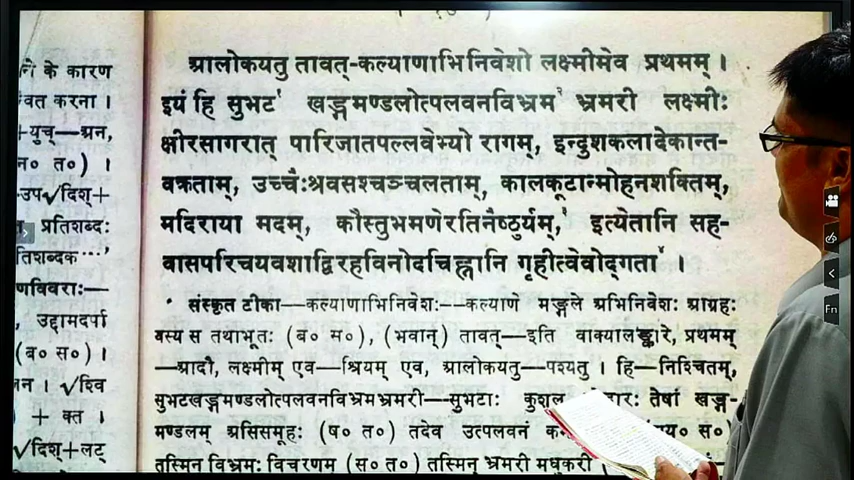 आलोकयतु तावत्-कल्याणाभिनिवेशो लक्ष्मीमेव प्रथमम् ।
इयं हि सुभट खड्गमण्डलोत्पलवनविभ्रम भ्रमरी लक्ष्मीः
क्षीरसागरात् पारिजातपल्लवेभ्यो रागम्, इन्दुशकलादेकान्त-
वक्रताम्, उच्चैःश्रवसश्चञ्चलताम्, कालकूटान्मोहनशक्तिम्,
मदिराया मदम्, कौस्तुभमणेरतिनैष्ठुर्यम्, इत्येतानि सह-
वासपरिचयवशाद्विरहविनोदचिह्नानि गृहीत्वेवोद्गता ।
संस्कृत टीका—कल्याणाभिनिवेशः—कल्याणे मङ्गले अभिनिवेशः आग्रहः
यस्य स तथाभूतः (ब० स०), (भवान्) तावत्—इति वाक्यालङ्कारे, प्रथमम्
—आदौ, लक्ष्मीम् एव—श्रियम् एव, आलोकयतु—पश्यतु । हि—निश्चितम्,
सुभटखड्गमण्डलोत्पलवनविभ्रमभ्रमरी—सुभटाः तेषां खड्ग-
मण्डलम् असिसमूहः (ष० त०) तदेव उत्पलवनं स०)
तस्मिन् विभ्रमः विचरणम् (स० त०) तस्मिन् भ्रमरी मधुकरी
के कारण
करना ।
युच्—अन,
न० त०) ।
उप√दिश्+
प्रतिशब्दः
तिशब्दक
णविवराः—
उद्दामदर्पा
(ब० स०) ।
√श्वि
+ क्त ।
√दिश्+लट्
Fn